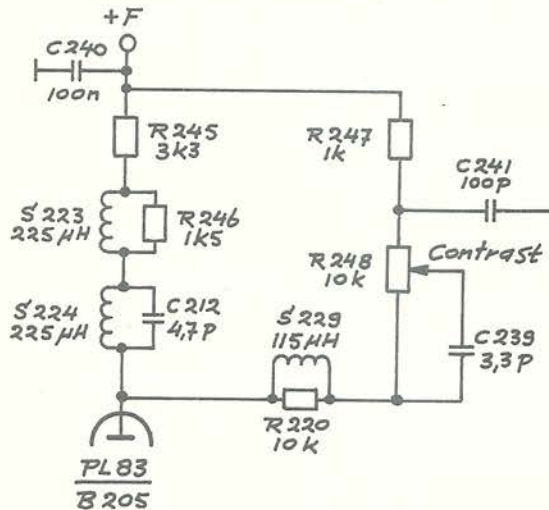 +F
C240
100n
R245
3k3
R247
1k
C241
100p
S223
225µH
R246
1k5
R248
10k
Contrast
S224
225µH
C212
4,7p
S229
115µH
C239
3,3p
R220
10k
PL83
B205